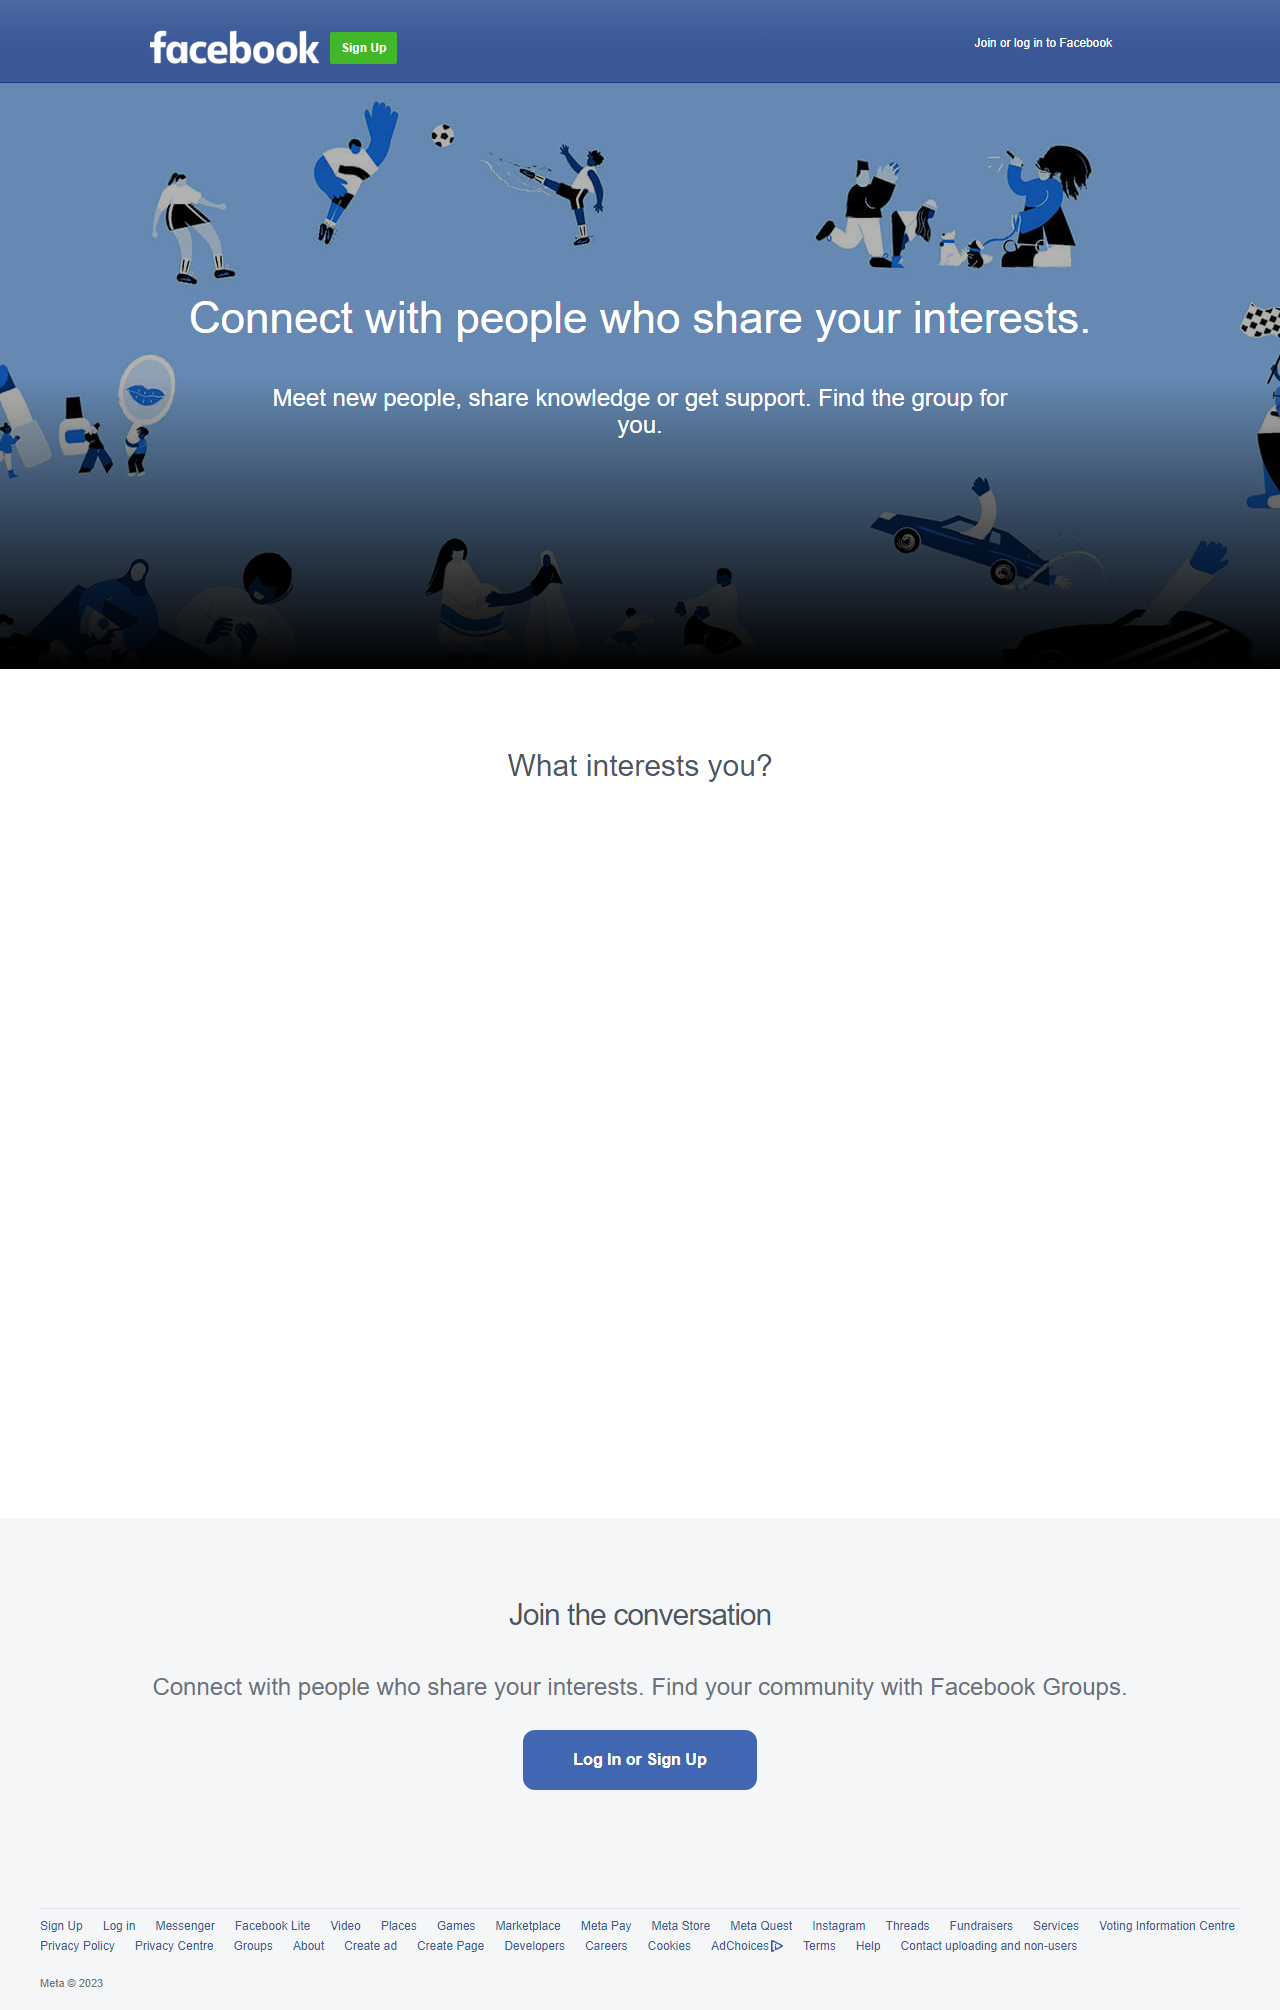 facebook
Sign Up
Join or log in to Facebook
Connect with people who share your interests.
Meet new people, share knowledge or get support. Find the group for
you.
What interests you?
Join the conversation
Connect with people who share your interests. Find your community with Facebook Groups.
Log In or Sign Up
Sign Up Log in Messenger Facebook Lite Video Places Games Marketplace Meta Pay Meta Store Meta Quest Instagram Threads Fundraisers Services Voting Information Centre
Privacy Policy Privacy Centre Groups About Create ad Create Page Developers Careers Cookies AdChoices Terms Help Contact uploading and non-users
Meta © 2023